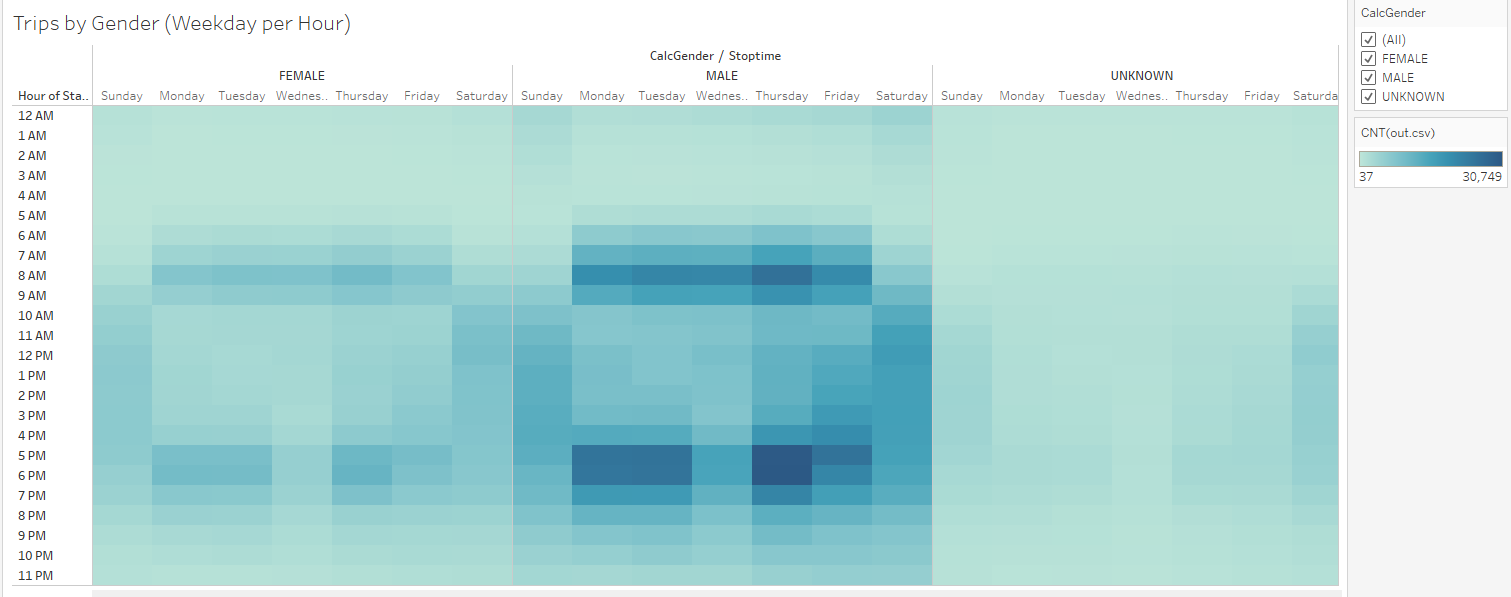 Trips by Gender (Weekday per Hour)
CalcGender / Stoptime
FEMALE MALE UNKNOWN
Hour of Sta.. Sunday Monday Tuesday Wednes.. Thursday Friday Saturday Sunday Monday Tuesday Wednes.. Thursday Friday Saturday Sunday Monday Tuesday Wednes.. Thursday Friday Saturda
12 AM
1 AM
2 AM
3 AM
4 AM
5 AM
6 AM
7 AM
8 AM
9 AM
10 AM
11 AM
12 PM
1 PM
2 PM
3 PM
4 PM
5 PM
6 PM
7 PM
8 PM
9 PM
10 PM
11 PM
CalcGender
(All)
FEMALE
MALE
UNKNOWN
CNT(out.csv)
37 30,749